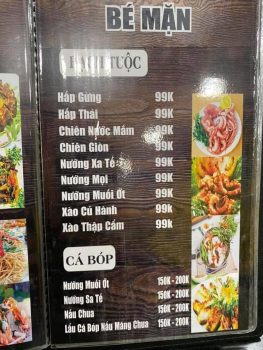 BÉ MẶN
BẠCH TUỘC
Hấp Gừng 99K
Hấp Thái 99K
Chiên Nước Mắm 99K
Chiên Giòn 99K
Nướng Xa Tế 99K
Nướng Mọi 99K
Nướng Muối Ớt 99K
Xào Củ Hành 99K
Xào Thập Cẩm 99k
CÁ BÓP
Nướng Muối Ớt 150K - 200K
Nướng Sa Tế 150K - 200K
Nấu Chua 150K - 200K
Lẩu Cá Bóp Nấu Măng Chua 150K - 200K